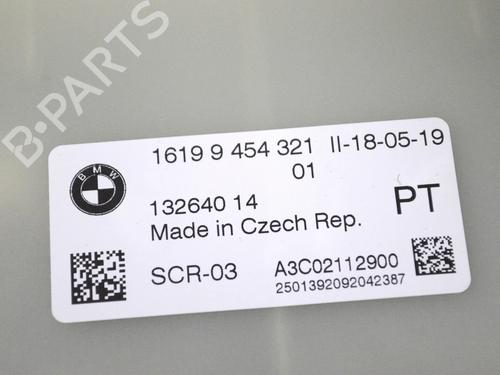 B-PARTS
BMW
1619 9 454 321 II-18-05-19
01
132640 14
PT
Made in Czech Rep.
SCR-03 A3C02112900
2501392092042387